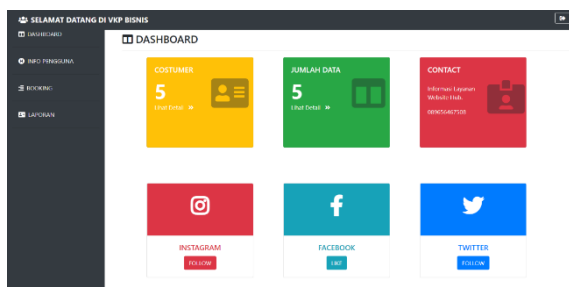 SELAMAT DATANG DI VKP BISNIS
DASHBOARD
INFO PENGGUNA
BOOKING
LAPORAN
DASHBOARD
COSTUMER
5
Lihat Detail »
JUMLAH DATA
5
Lihat Detail »
CONTACT
Informasi Layanan
Website Hub.
089656467508
INSTAGRAM
FOLLOW
FACEBOOK
LIKE
TWITTER
FOLLOW